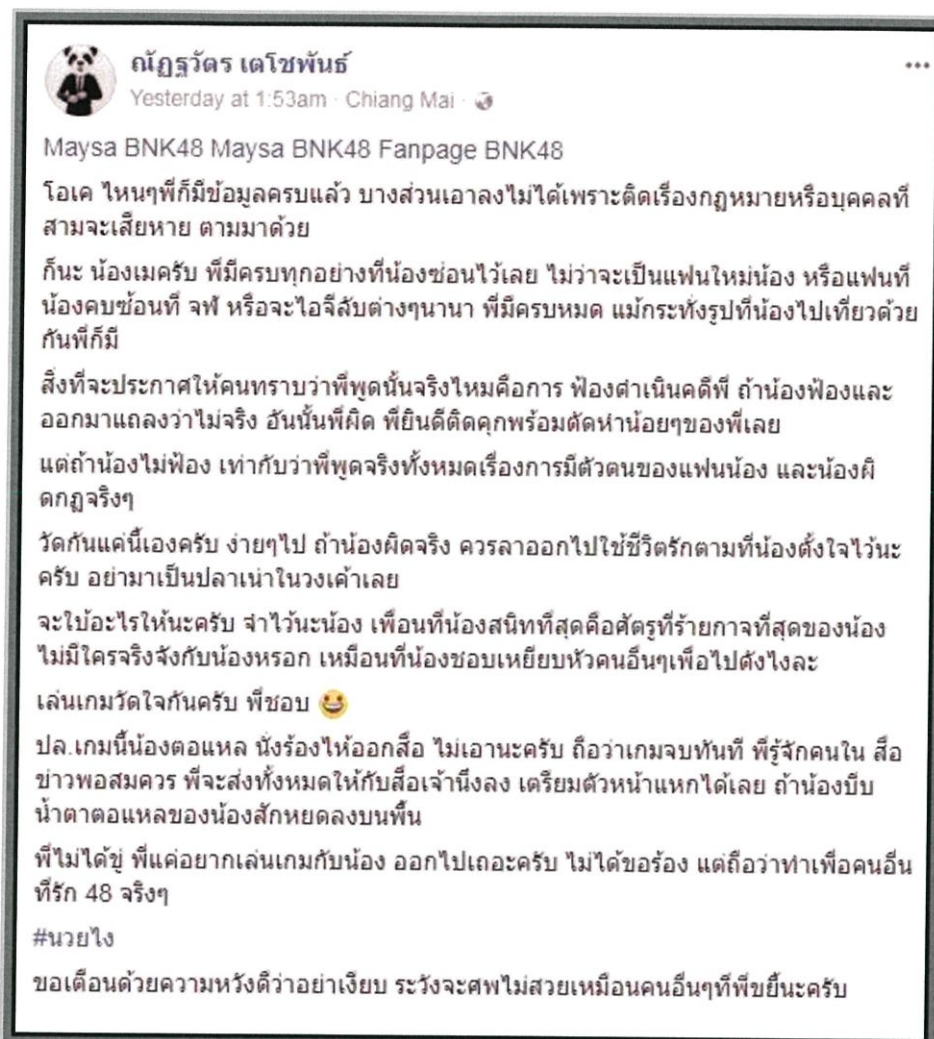 ณัฏฐวัตร เตโชพันธ์
Yesterday at 1:53am · Chiang Mai ·
Maysa BNK48 Maysa BNK48 Fanpage BNK48
โอเค ไหนๆพี่ก็มีข้อมูลครบแล้ว บางส่วนเอาลงไม่ได้เพราะติดเรื่องกฏหมายหรือบุคคลที่
สามจะเสียหาย ตามมาด้วย
ก็นะ น้องเมครับ พี่มีครบทุกอย่างที่น้องซ่อนไว้เลย ไม่ว่าจะเป็นแฟนใหม่น้อง หรือแฟนที่
น้องคบซ้อนที่ จฬ หรือจะไอจีลับต่างๆนานา พี่มีครบหมด แม้กระทั่งรูปที่น้องไปเที่ยวด้วย
กันพี่ก็มี
สิ่งที่จะประกาศให้คนทราบว่าพี่พูดนั้นจริงไหมคือการ ฟ้องดำเนินคดีพี่ ถ้าน้องฟ้องและ
ออกมาแถลงว่าไม่จริง อันนั้นพี่ผิด พี่ยินดีติดคุกพร้อมตัดหำน้อยๆของพี่เลย
แต่ถ้าน้องไม่ฟ้อง เท่ากับว่าพี่พูดจริงทั้งหมดเรื่องการมีตัวตนของแฟนน้อง และน้องผิ
ดกฏจริงๆ
วัดกันแค่นี้เองครับ ง่ายๆไป ถ้าน้องผิดจริง ควรลาออกไปใช้ชีวิตรักตามที่น้องตั้งใจไว้นะ
ครับ อย่ามาเป็นปลาเน่าในวงเค้าเลย
จะใบ้อะไรให้นะครับ จำไว้นะน้อง เพื่อนที่น้องสนิทที่สุดคือศัตรูที่ร้ายกาจที่สุดของน้อง
ไม่มีใครจริงจังกับน้องหรอก เหมือนที่น้องชอบเหยียบหัวคนอื่นๆเพื่อไปดังไงละ
เล่นเกมวัดใจกันครับ พี่ชอบ 😀
ปล.เกมนี้น้องตอแหล นั่งร้องไห้ออกสื่อ ไม่เอานะครับ ถือว่าเกมจบทันที พี่รู้จักคนใน สื่อ
ข่าวพอสมควร พี่จะส่งทั้งหมดให้กับสื่อเจ้านึงลง เตรียมตัวหน้าแหกได้เลย ถ้าน้องบีบ
น้ำตาตอแหลของน้องสักหยดลงบนพื้น
พี่ไม่ได้ขู่ พี่แค่อยากเล่นเกมกับน้อง ออกไปเถอะครับ ไม่ได้ขอร้อง แต่ถือว่าทำเพื่อคนอื่น
ที่รัก 48 จริงๆ
#นวยไง
ขอเตือนด้วยความหวังดีว่าอย่าเงียบ ระวังจะศพไม่สวยเหมือนคนอื่นๆที่พี่ขยี้นะครับ